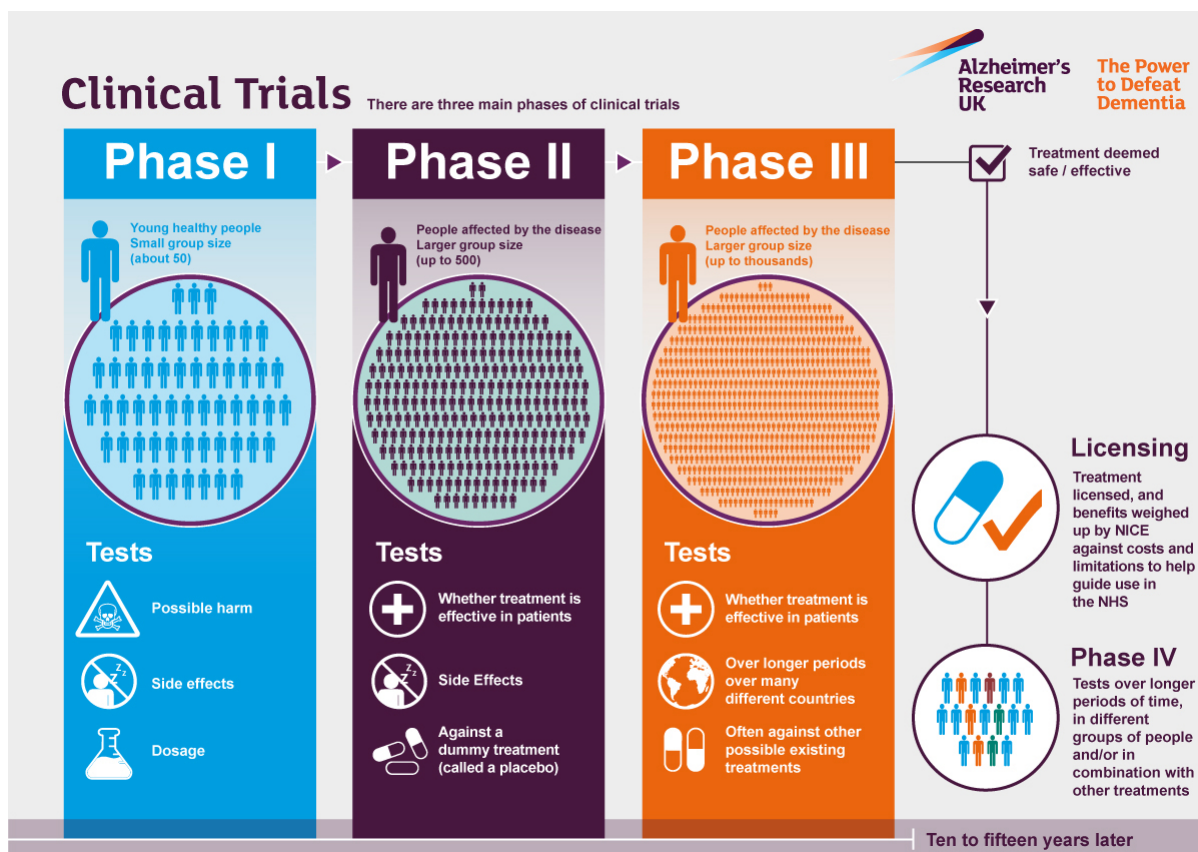 Clinical Trials
There are three main phases of clinical trials
Alzheimer's
Research
UK
The Power
to Defeat
Dementia
Phase I
Phase II
Phase III
Treatment deemed
safe / effective
Young healthy people
Small group size
(about 50)
People affected by the disease
Larger group size
(up to 500)
People affected by the disease
Larger group size
(up to thousands)
Tests
Possible harm
Side effects
Dosage
Tests
Whether treatment is
effective in patients
Side Effects
Against a
dummy treatment
(called a placebo)
Tests
Whether treatment is
effective in patients
Over longer periods
over many
different countries
Often against other
possible existing
treatments
Licensing
Treatment
licensed, and
benefits weighed
up by NICE
against costs and
limitations to help
guide use in
the NHS
Phase IV
Tests over longer
periods of time,
in different
groups of people
and/or in
combination with
other treatments
Ten to fifteen years later